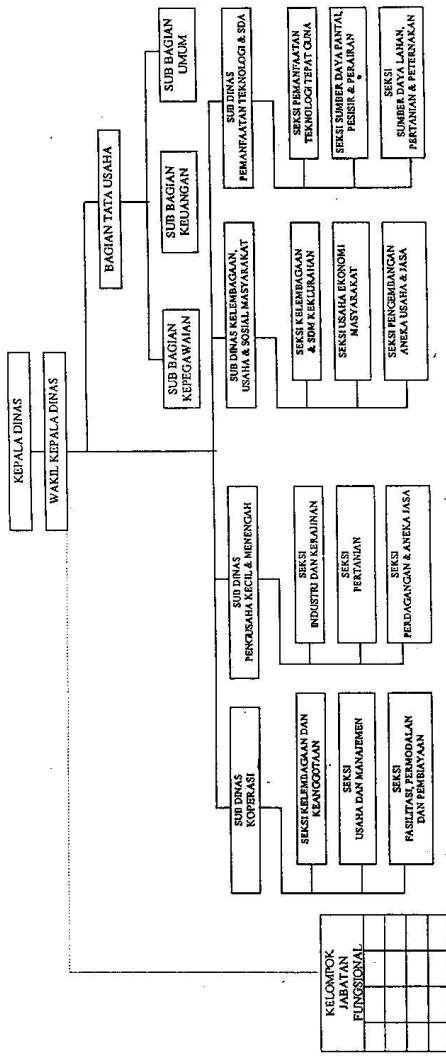 KEPALA DINAS
WAKIL KEPALA DINAS
BAGIAN TATA USAHA
SUB BAGIAN
KEPEGAWAIAN
SUB BAGIAN
KEUANGAN
SUB BAGIAN
UMUM
KELOMPOK
JABATAN
FUNGSIONAL
SUB DINAS
KOPERASI
SEKSI KELEMBAGAAN DAN
KEANGGOTAAN
SEKSI
USAHA DAN MANAJEMEN
SEKSI
FASILITASI, PERMODALAN
DAN PEMBIAYAAN
SUB DINAS
PENGUSAHA KECIL & MENENGAH
SEKSI
INDUSTRI DAN KERAJINAN
SEKSI
PERTANIAN
SEKSI
PERDAGANGAN & ANEKA JASA
SUB DINAS KELEMBAGAAN,
USAHA & SOSIAL MASYARAKAT
SEKSI KELEMBAGAAN
& SDM KEKLURAHAN
SEKSI USAHA EKONOMI
MASYARAKAT
SEKSI PENGEMBANGAN
ANEKA USAHA & JASA
SUB DINAS
PEMANFAATAN TEKNOLOGI & SDA
SEKSI PEMANFAATAN
TEKNOLOGI TEPAT GUNA
SEKSI SUMBER DAYA PANTAI,
PESISIR & PERAIRAN
SEKSI
SUMBER DAYA LAHAN,
PERTANIAN & PETERNAKAN